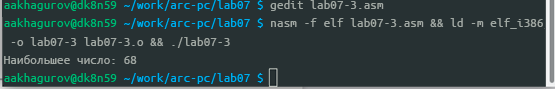 aakhagurov@dk8n59 ~/work/arc-pc/lab07 $ gedit lab07-3.asm
aakhagurov@dk8n59 ~/work/arc-pc/lab07 $ nasm -f elf lab07-3.asm && ld -m elf_i386
-o lab07-3 lab07-3.o && ./lab07-3
Наибольшее число: 68
aakhagurov@dk8n59 ~/work/arc-pc/lab07 $